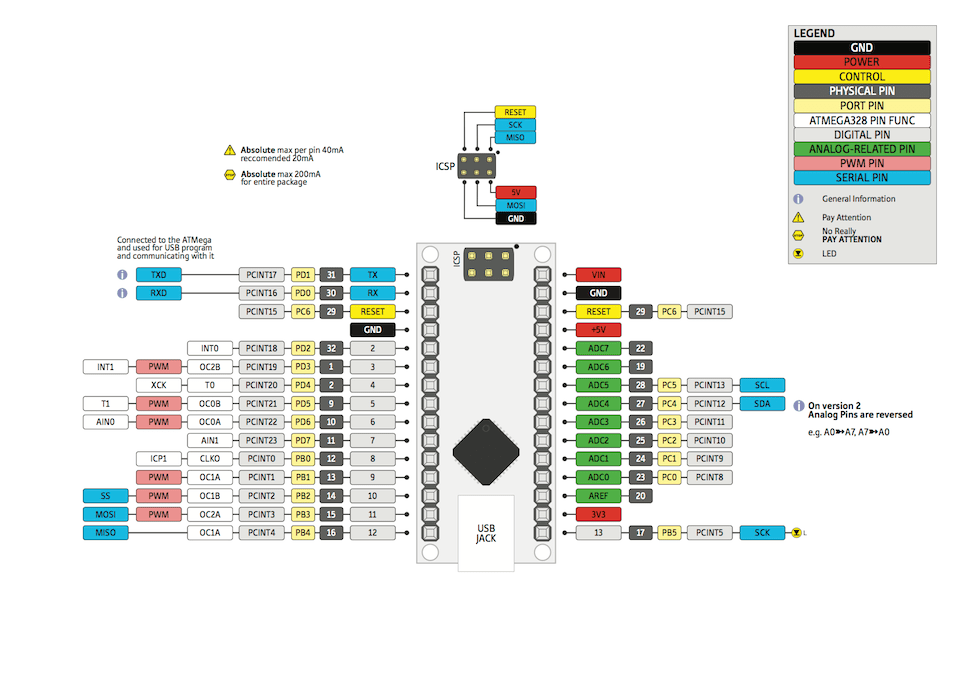 LEGEND
GND
POWER
CONTROL
PHYSICAL PIN
PORT PIN
ATMEGA328 PIN FUNC
DIGITAL PIN
ANALOG-RELATED PIN
PWM PIN
SERIAL PIN
General Information
Pay Attention
No Really
PAY ATTENTION
LED
Absolute max per pin 40mA
reccomended 20mA
Absolute max 200mA
for entire package
RESET
SCK
MISO
ICSP
5V
MOSI
GND
Connected to the ATMega
and used for USB program
and communicating with it
ICSP
TXD PCINT17 PD1 31 TX
RXD PCINT16 PD0 30 RX
PCINT15 PC6 29 RESET
GND
INT0 PCINT18 PD2 32 2
INT1 PWM OC2B PCINT19 PD3 1 3
XCK T0 PCINT20 PD4 2 4
T1 PWM OC0B PCINT21 PD5 9 5
AIN0 PWM OC0A PCINT22 PD6 10 6
AIN1 PCINT23 PD7 11 7
ICP1 CLKO PCINT0 PB0 12 8
PWM OC1A PCINT1 PB1 13 9
SS PWM OC1B PCINT2 PB2 14 10
MOSI PWM OC2A PCINT3 PB3 15 11
MISO OC1A PCINT4 PB4 16 12
USB
JACK
VIN
GND
RESET 29 PC6 PCINT15
+5V
ADC7 22
ADC6 19
ADC5 28 PC5 PCINT13 SCL
ADC4 27 PC4 PCINT12 SDA
ADC3 26 PC3 PCINT11
ADC2 25 PC2 PCINT10
ADC1 24 PC1 PCINT9
ADC0 23 PC0 PCINT8
AREF 20
3V3
13 17 PB5 PCINT5 SCK L
On version 2
Analog Pins are reversed
e.g. A0➳A7, A7➳A0